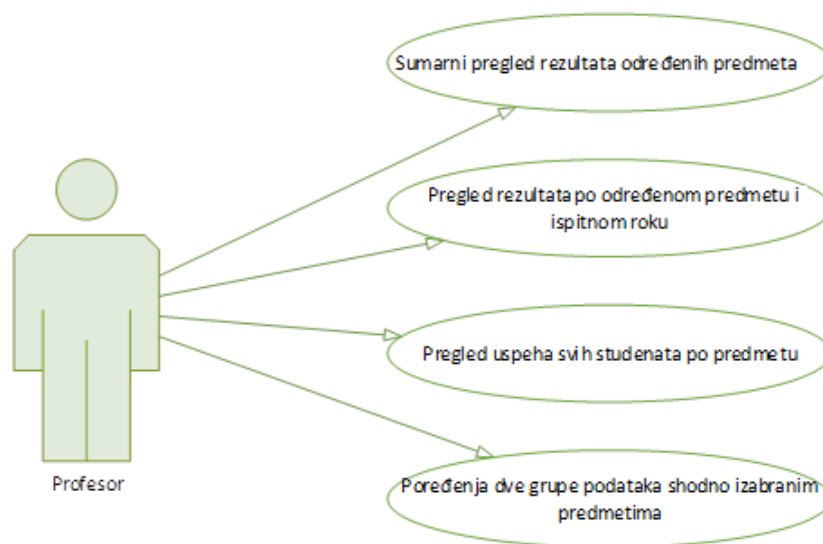 Sumarni pregled rezultata određenih predmeta
Pregled rezultata po određenom predmetu i
ispitnom roku
Pregled uspeha svih studenata po predmetu
Profesor
Poređenja dve grupe podataka shodno izabranim
predmetima